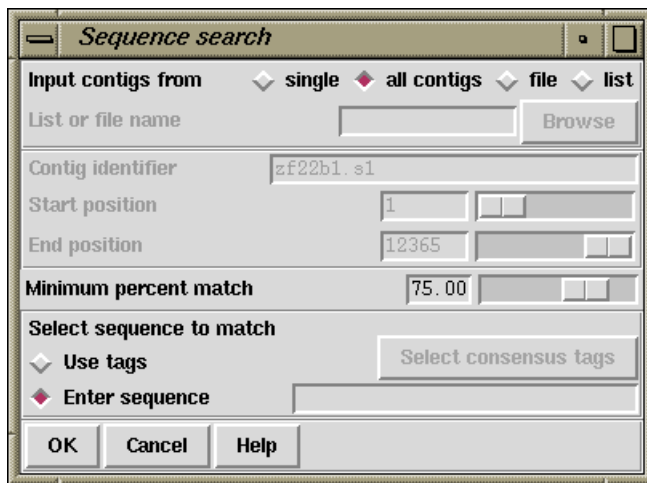 Sequence search
Input contigs from single all contigs file list
List or file name Browse
Contig identifier zf22b1.s1
Start position 1
End position 12365
Minimum percent match 75.00
Select sequence to match
Use tags Select consensus tags
Enter sequence
OK Cancel Help